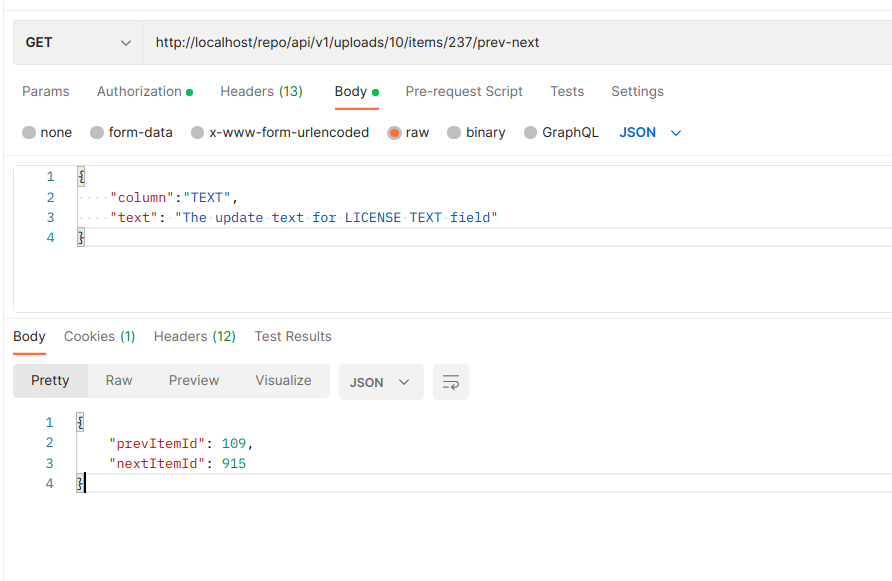 GET http://localhost/repo/api/v1/uploads/10/items/237/prev-next
Params Authorization Headers (13) Body Pre-request Script Tests Settings
none form-data x-www-form-urlencoded raw binary GraphQL JSON
1 {
2 "column":"TEXT",
3 "text": "The update text for LICENSE TEXT field"
4 }
Body Cookies (1) Headers (12) Test Results
Pretty Raw Preview Visualize JSON
1 {
2 "prevItemId": 109,
3 "nextItemId": 915
4 }